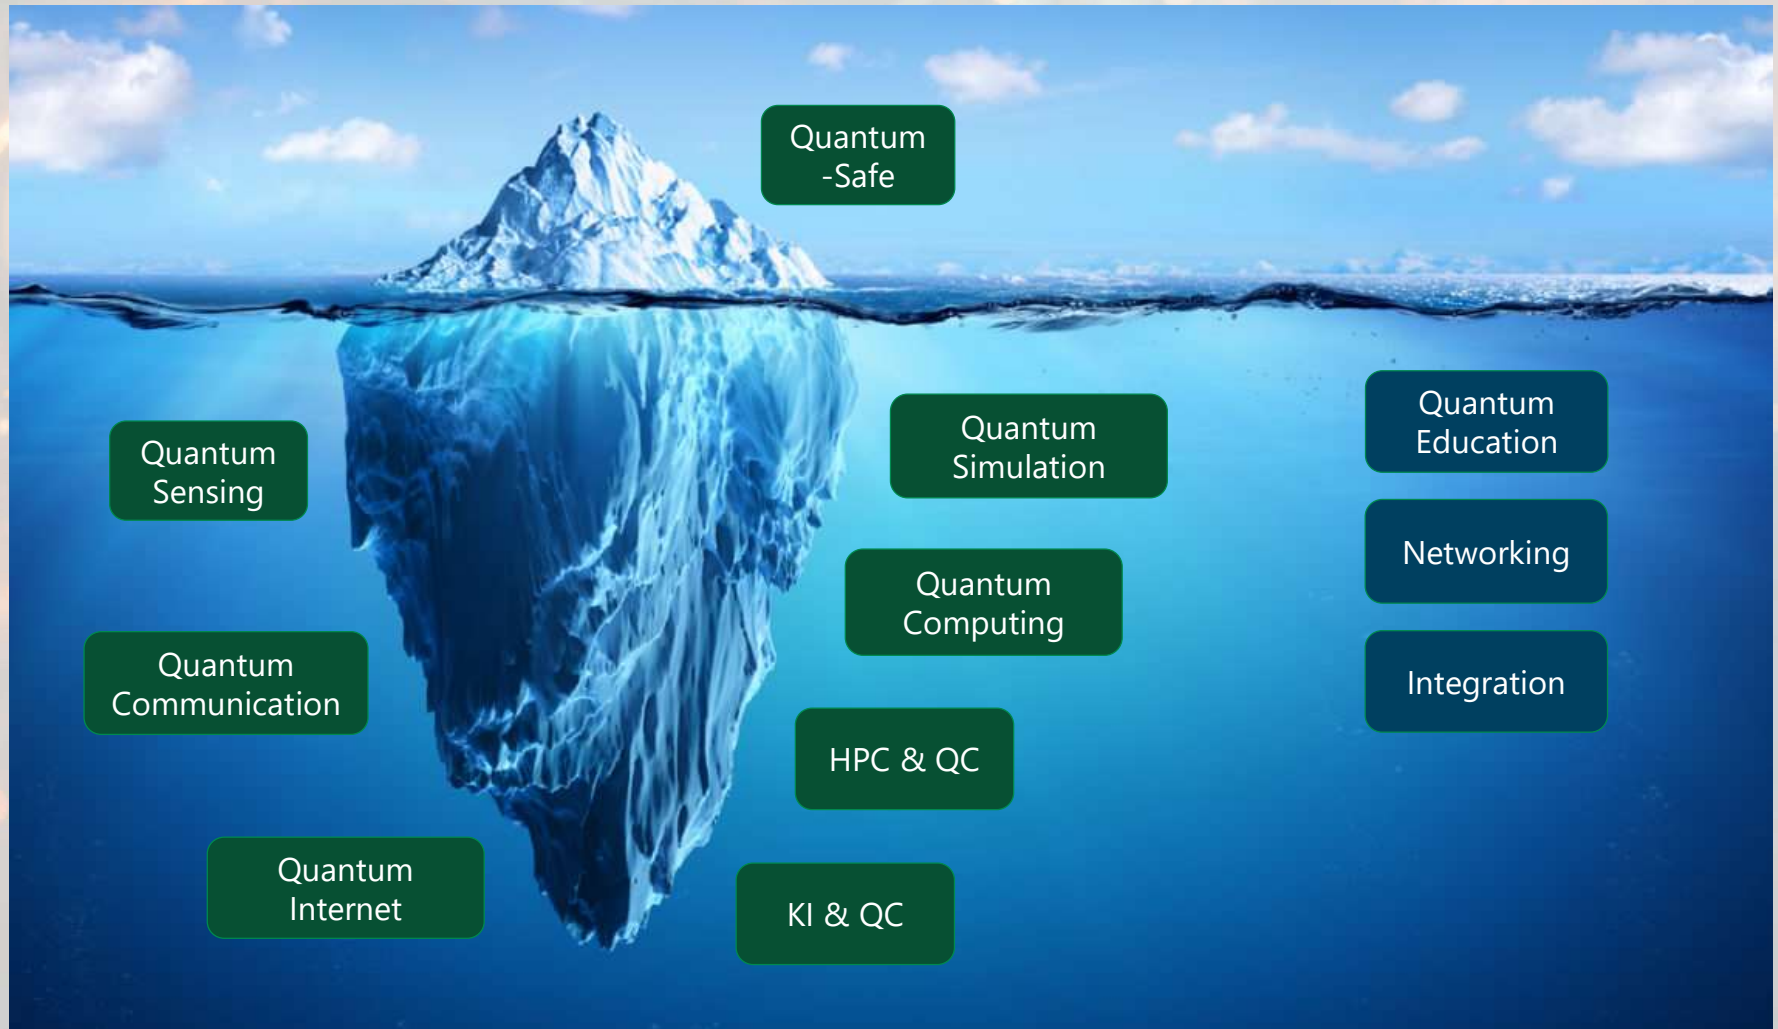 Quantum
-Safe
Quantum
Sensing
Quantum
Communication
Quantum
Internet
Quantum
Simulation
Quantum
Computing
HPC & QC
KI & QC
Quantum
Education
Networking
Integration